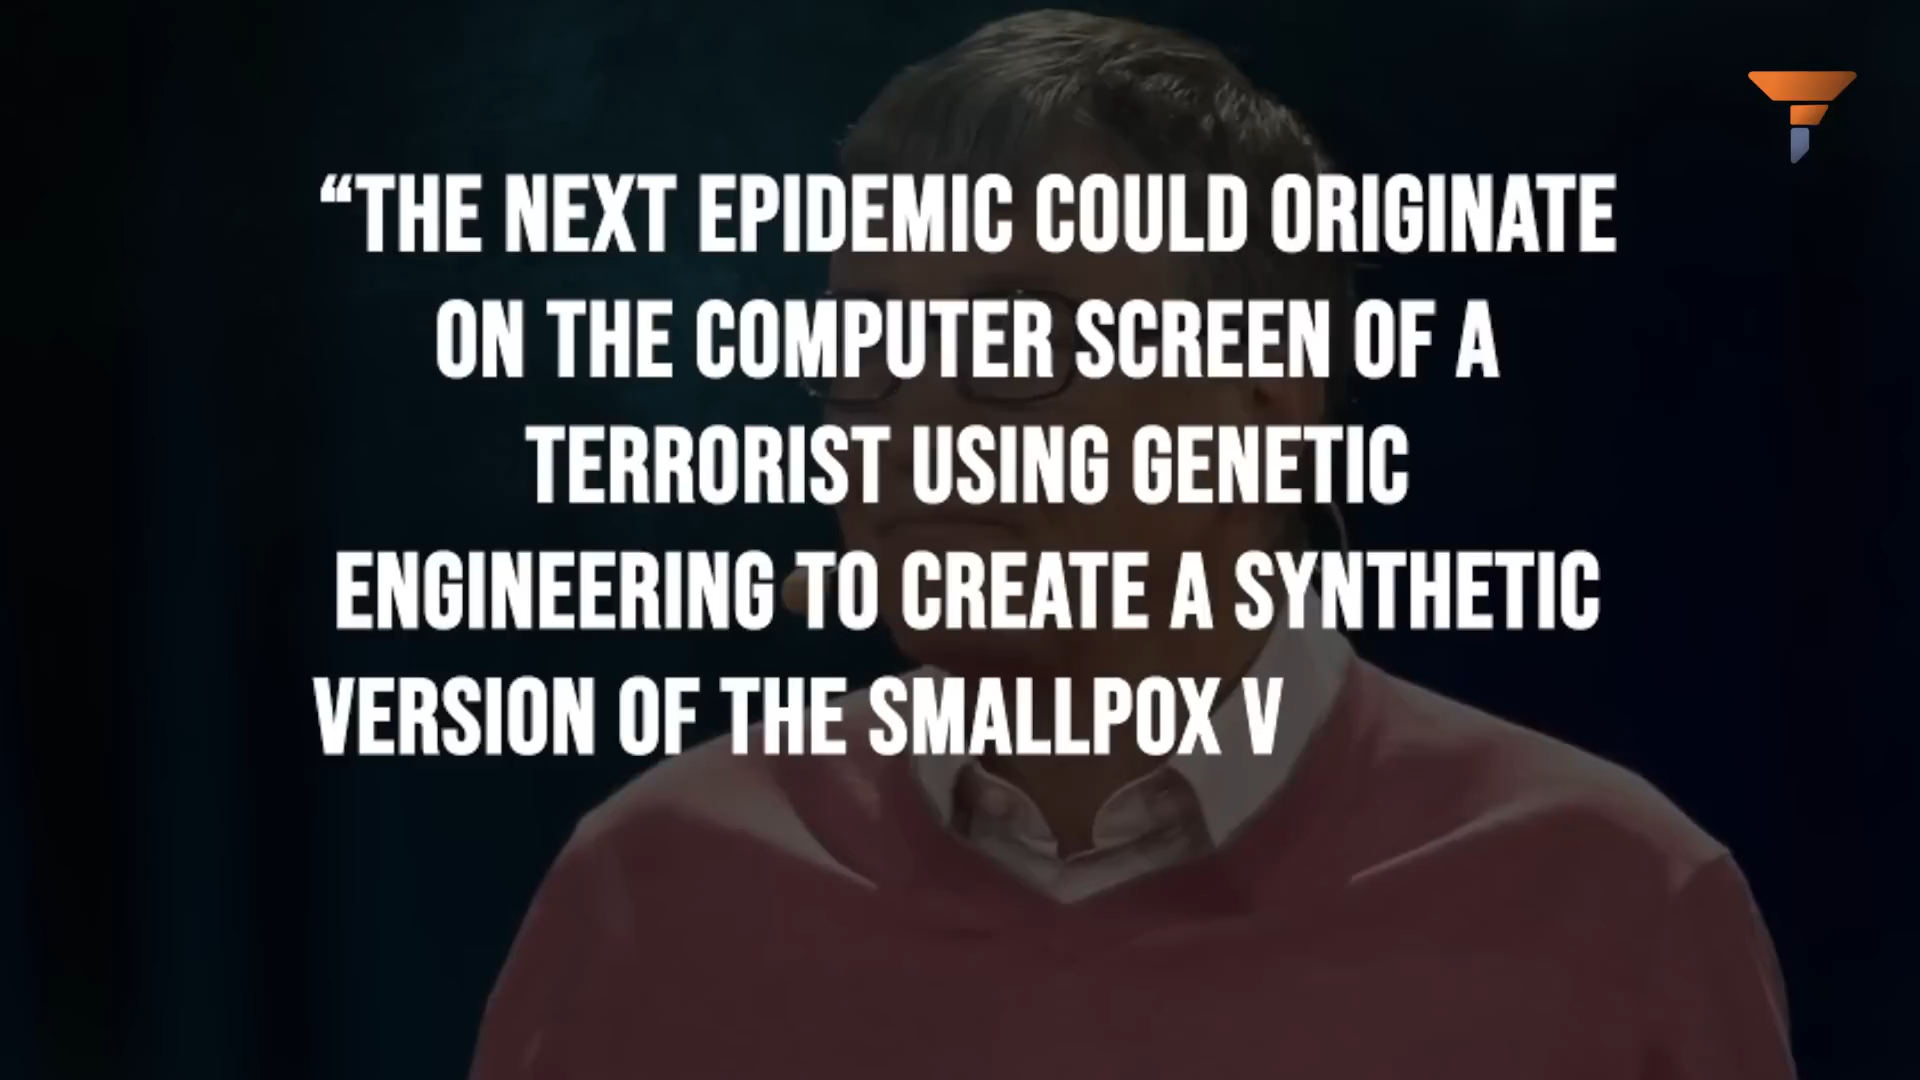 “THE NEXT EPIDEMIC COULD ORIGINATE
ON THE COMPUTER SCREEN OF A
TERRORIST USING GENETIC
ENGINEERING TO CREATE A SYNTHETIC
VERSION OF THE SMALLPOX V